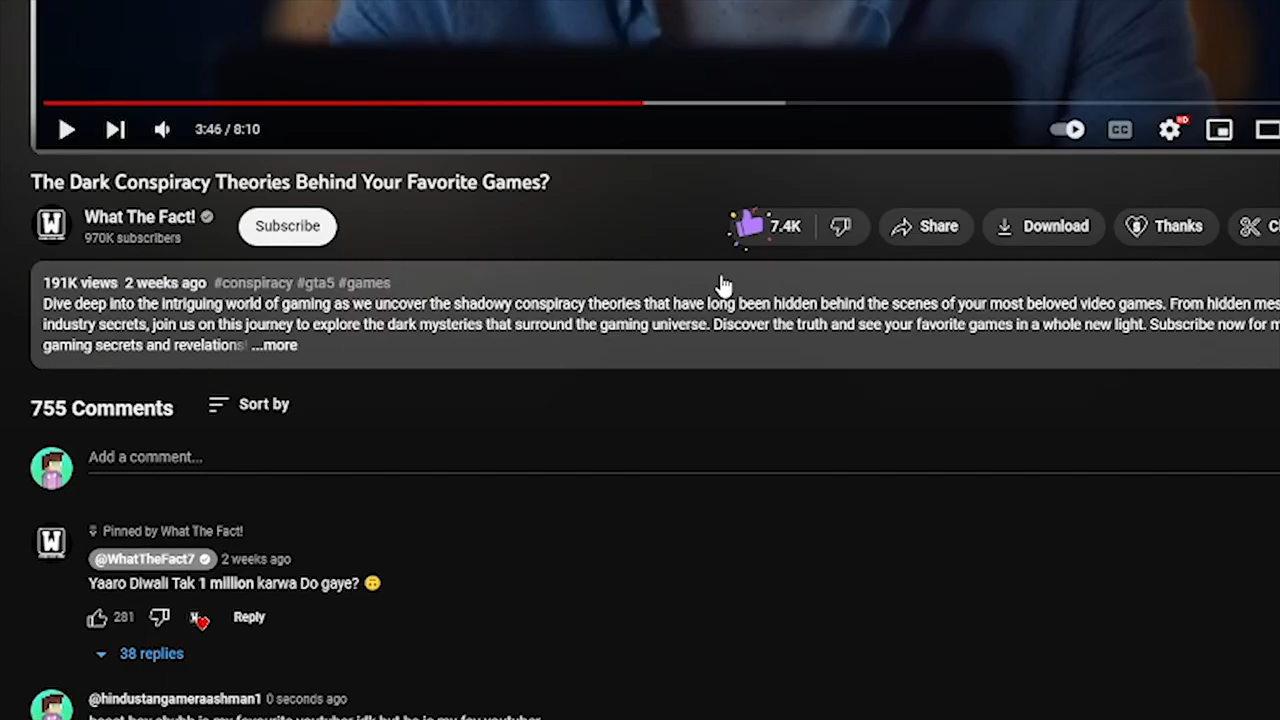 3:46 / 8:10
CC
HD
The Dark Conspiracy Theories Behind Your Favorite Games?
What The Fact!
970K subscribers
Subscribe
7.4K
Share
Download
Thanks
191K views 2 weeks ago #conspiracy #gta5 #games
Dive deep into the intriguing world of gaming as we uncover the shadowy conspiracy theories that have long been hidden behind the scenes of your most beloved video games. From hidden
industry secrets, join us on this journey to explore the dark mysteries that surround the gaming universe. Discover the truth and see your favorite games in a whole new light. Subscribe now for
gaming secrets and revelations ...more
755 Comments
Sort by
Add a comment...
Pinned by What The Fact!
@WhatTheFact7 2 weeks ago
Yaaro Diwali Tak 1 million karwa Do gaye? 🙃
281
Reply
38 replies
@hindustangameraashman1 0 seconds ago